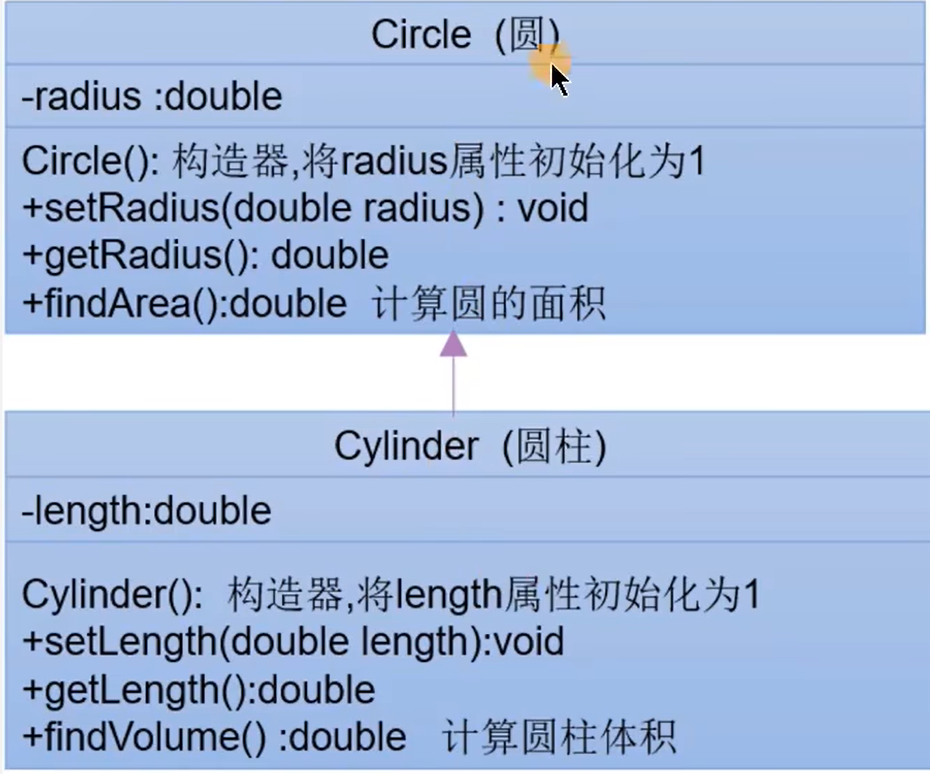 Circle (圆)
-radius :double
Circle(): 构造器,将radius属性初始化为1
+setRadius(double radius) : void
+getRadius(): double
+findArea():double 计算圆的面积
Cylinder (圆柱)
-length:double
Cylinder(): 构造器,将length属性初始化为1
+setLength(double length):void
+getLength():double
+findVolume() :double 计算圆柱体积